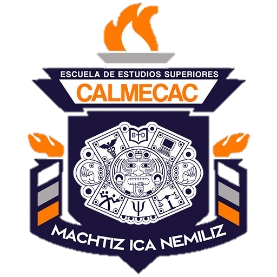 ESCUELA DE ESTUDIOS SUPERIORES
CALMECAC
MACHTIZ ICA NEMILIZ